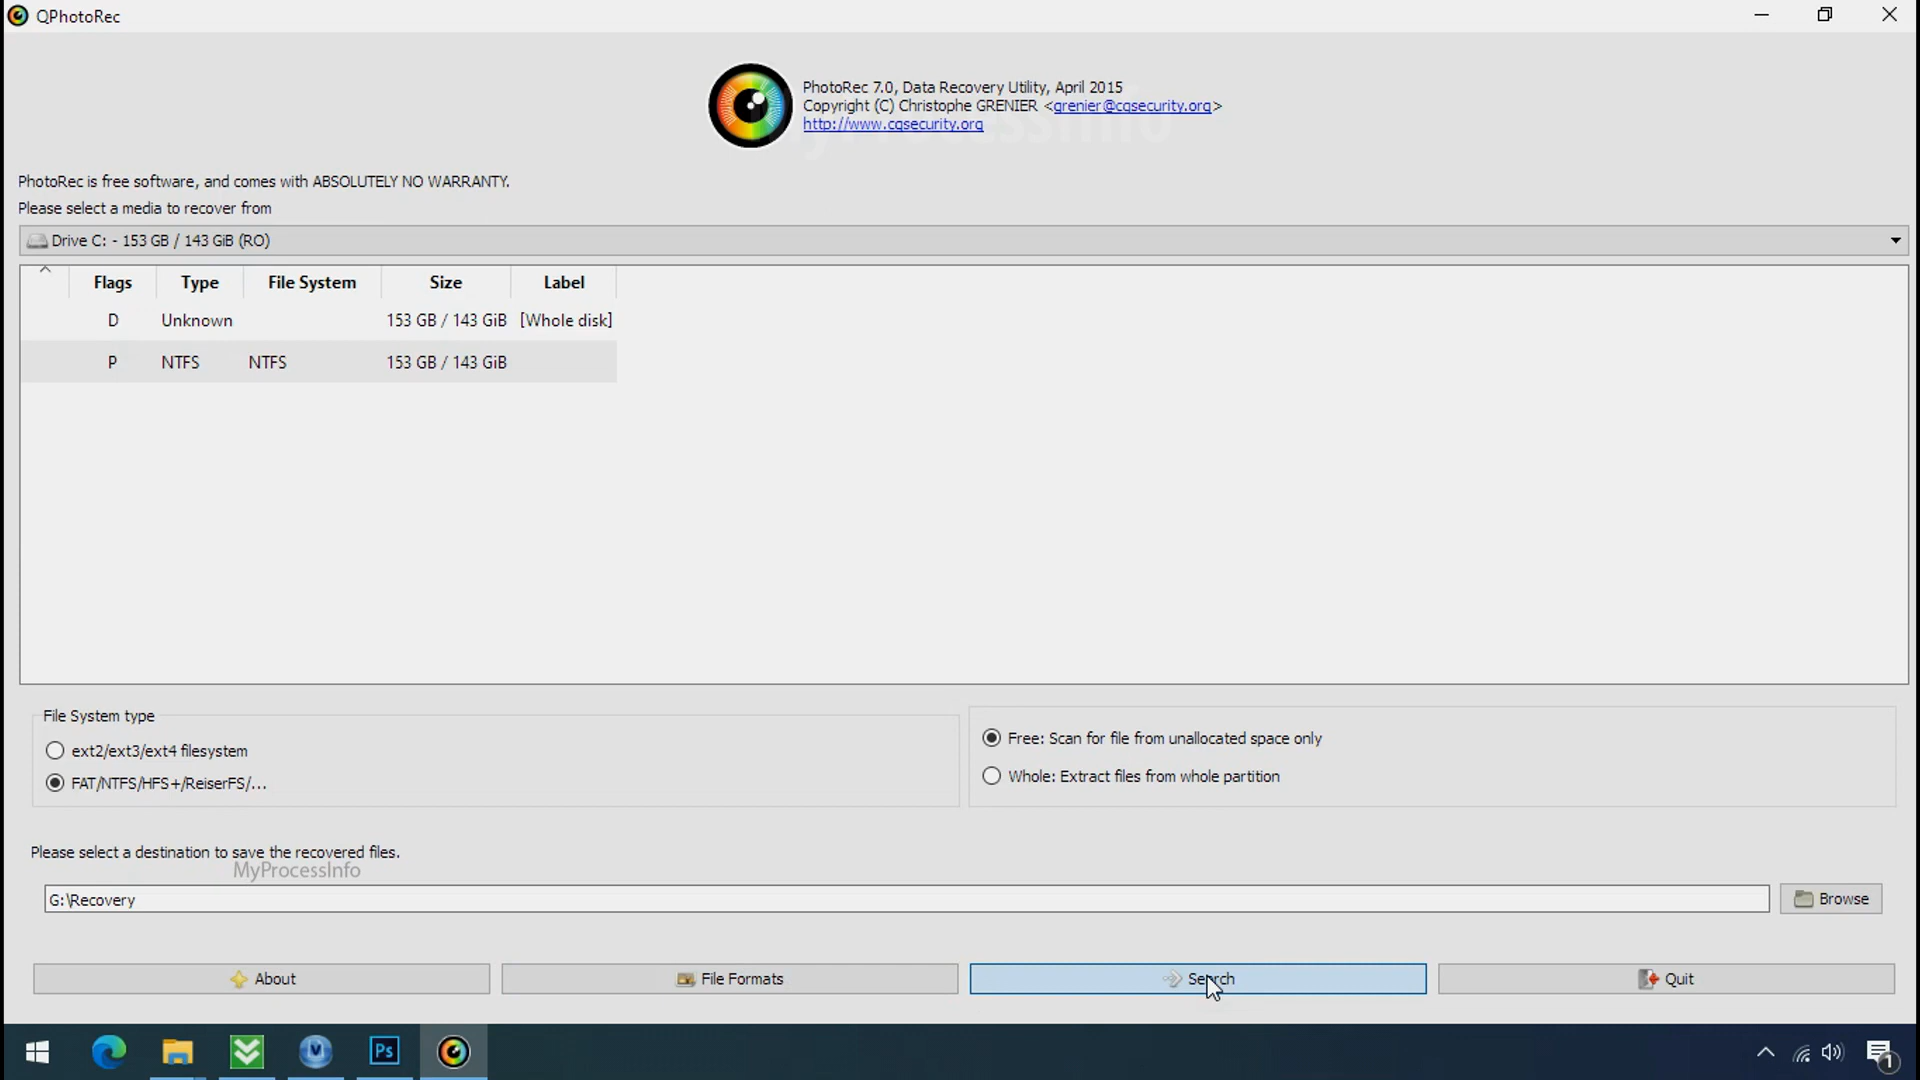 QPhotoRec
PhotoRec 7.0, Data Recovery Utility, April 2015
Copyright (C) Christophe GRENIER <grenier@cgsecurity.org>
http://www.cgsecurity.org
MyProcessInfo
PhotoRec is free software, and comes with ABSOLUTELY NO WARRANTY.
Please select a media to recover from
Drive C: - 153 GB / 143 GiB (RO)
Flags Type File System Size Label
D Unknown 153 GB / 143 GiB [Whole disk]
P NTFS NTFS 153 GB / 143 GiB
File System type
ext2/ext3/ext4 filesystem
FAT/NTFS/HFS+/ReiserFS/...
Free: Scan for file from unallocated space only
Whole: Extract files from whole partition
Please select a destination to save the recovered files.
MyProcessInfo
G:\Recovery
Browse
About File Formats Search Quit
Ps
1